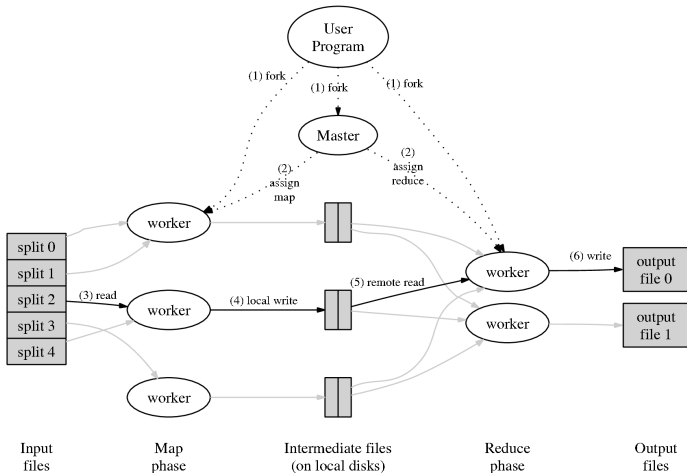 User
Program
(1) fork
(1) fork
(1) fork
Master
(2)
assign
map
(2)
assign
reduce
worker
split 0
split 1
split 2
split 3
split 4
(3) read
worker
(4) local write
(5) remote read
worker
(6) write
output
file 0
worker
output
file 1
worker
Input
files
Map
phase
Intermediate files
(on local disks)
Reduce
phase
Output
files